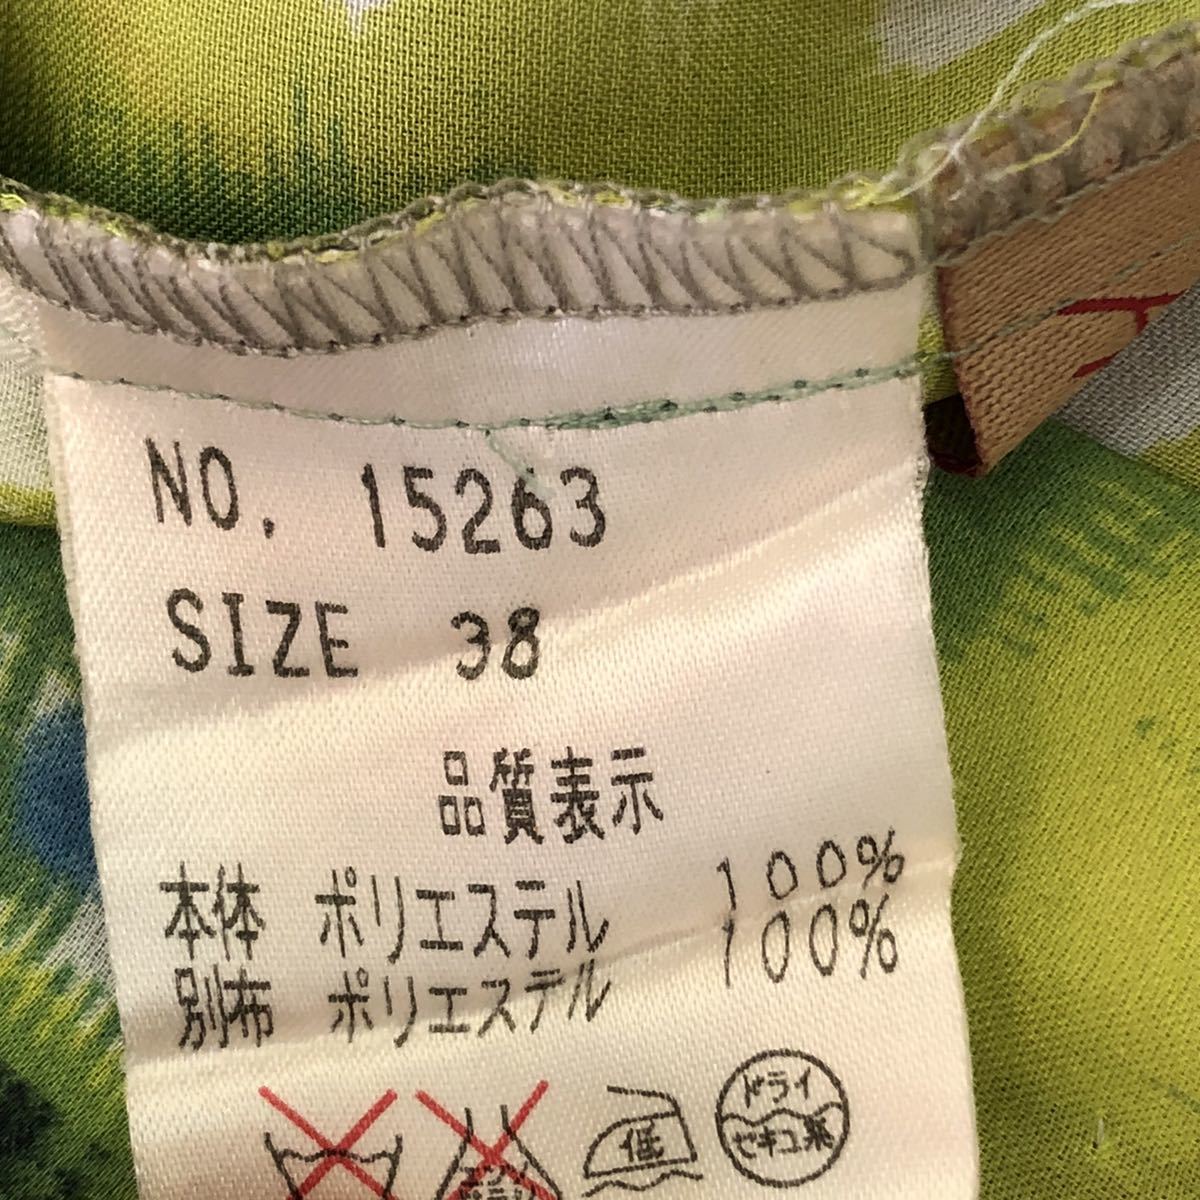 NO. 15263
SIZE 38
品質表示
本体 ポリエステル 100%
別布 ポリエステル 100%
低
ドライ
セキユ系